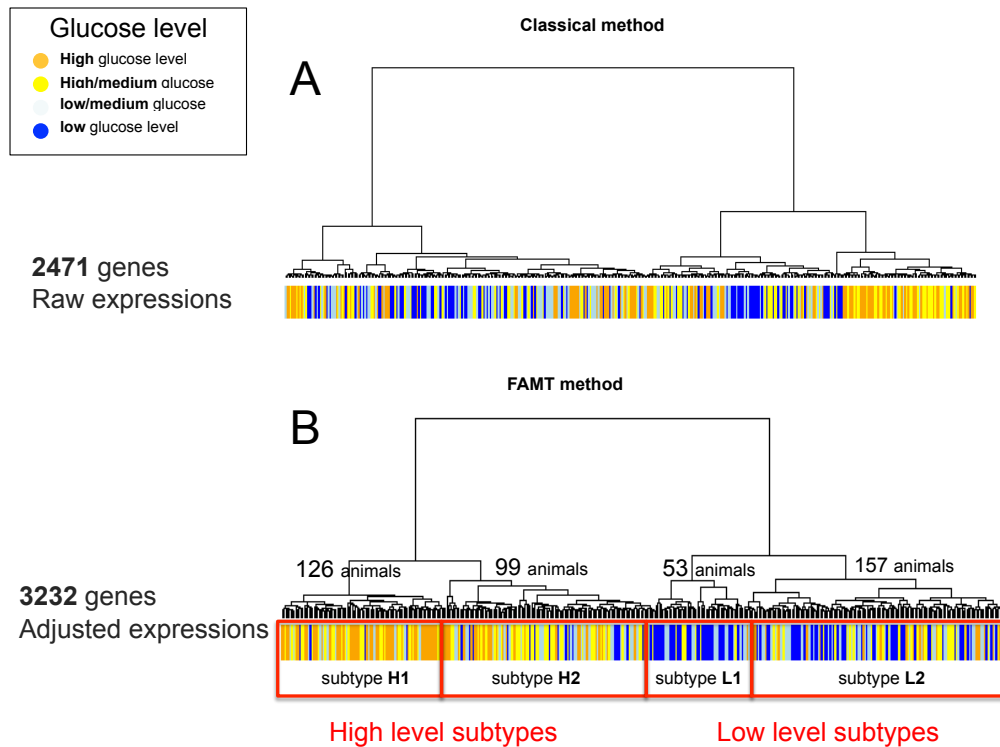 Glucose level
High glucose level
High/medium glucose
low/medium glucose
low glucose level
Classical method
A
2471 genes
Raw expressions
FAMT method
B
126 animals
99 animals
53 animals
157 animals
3232 genes
Adjusted expressions
subtype H1
subtype H2
subtype L1
subtype L2
High level subtypes
Low level subtypes